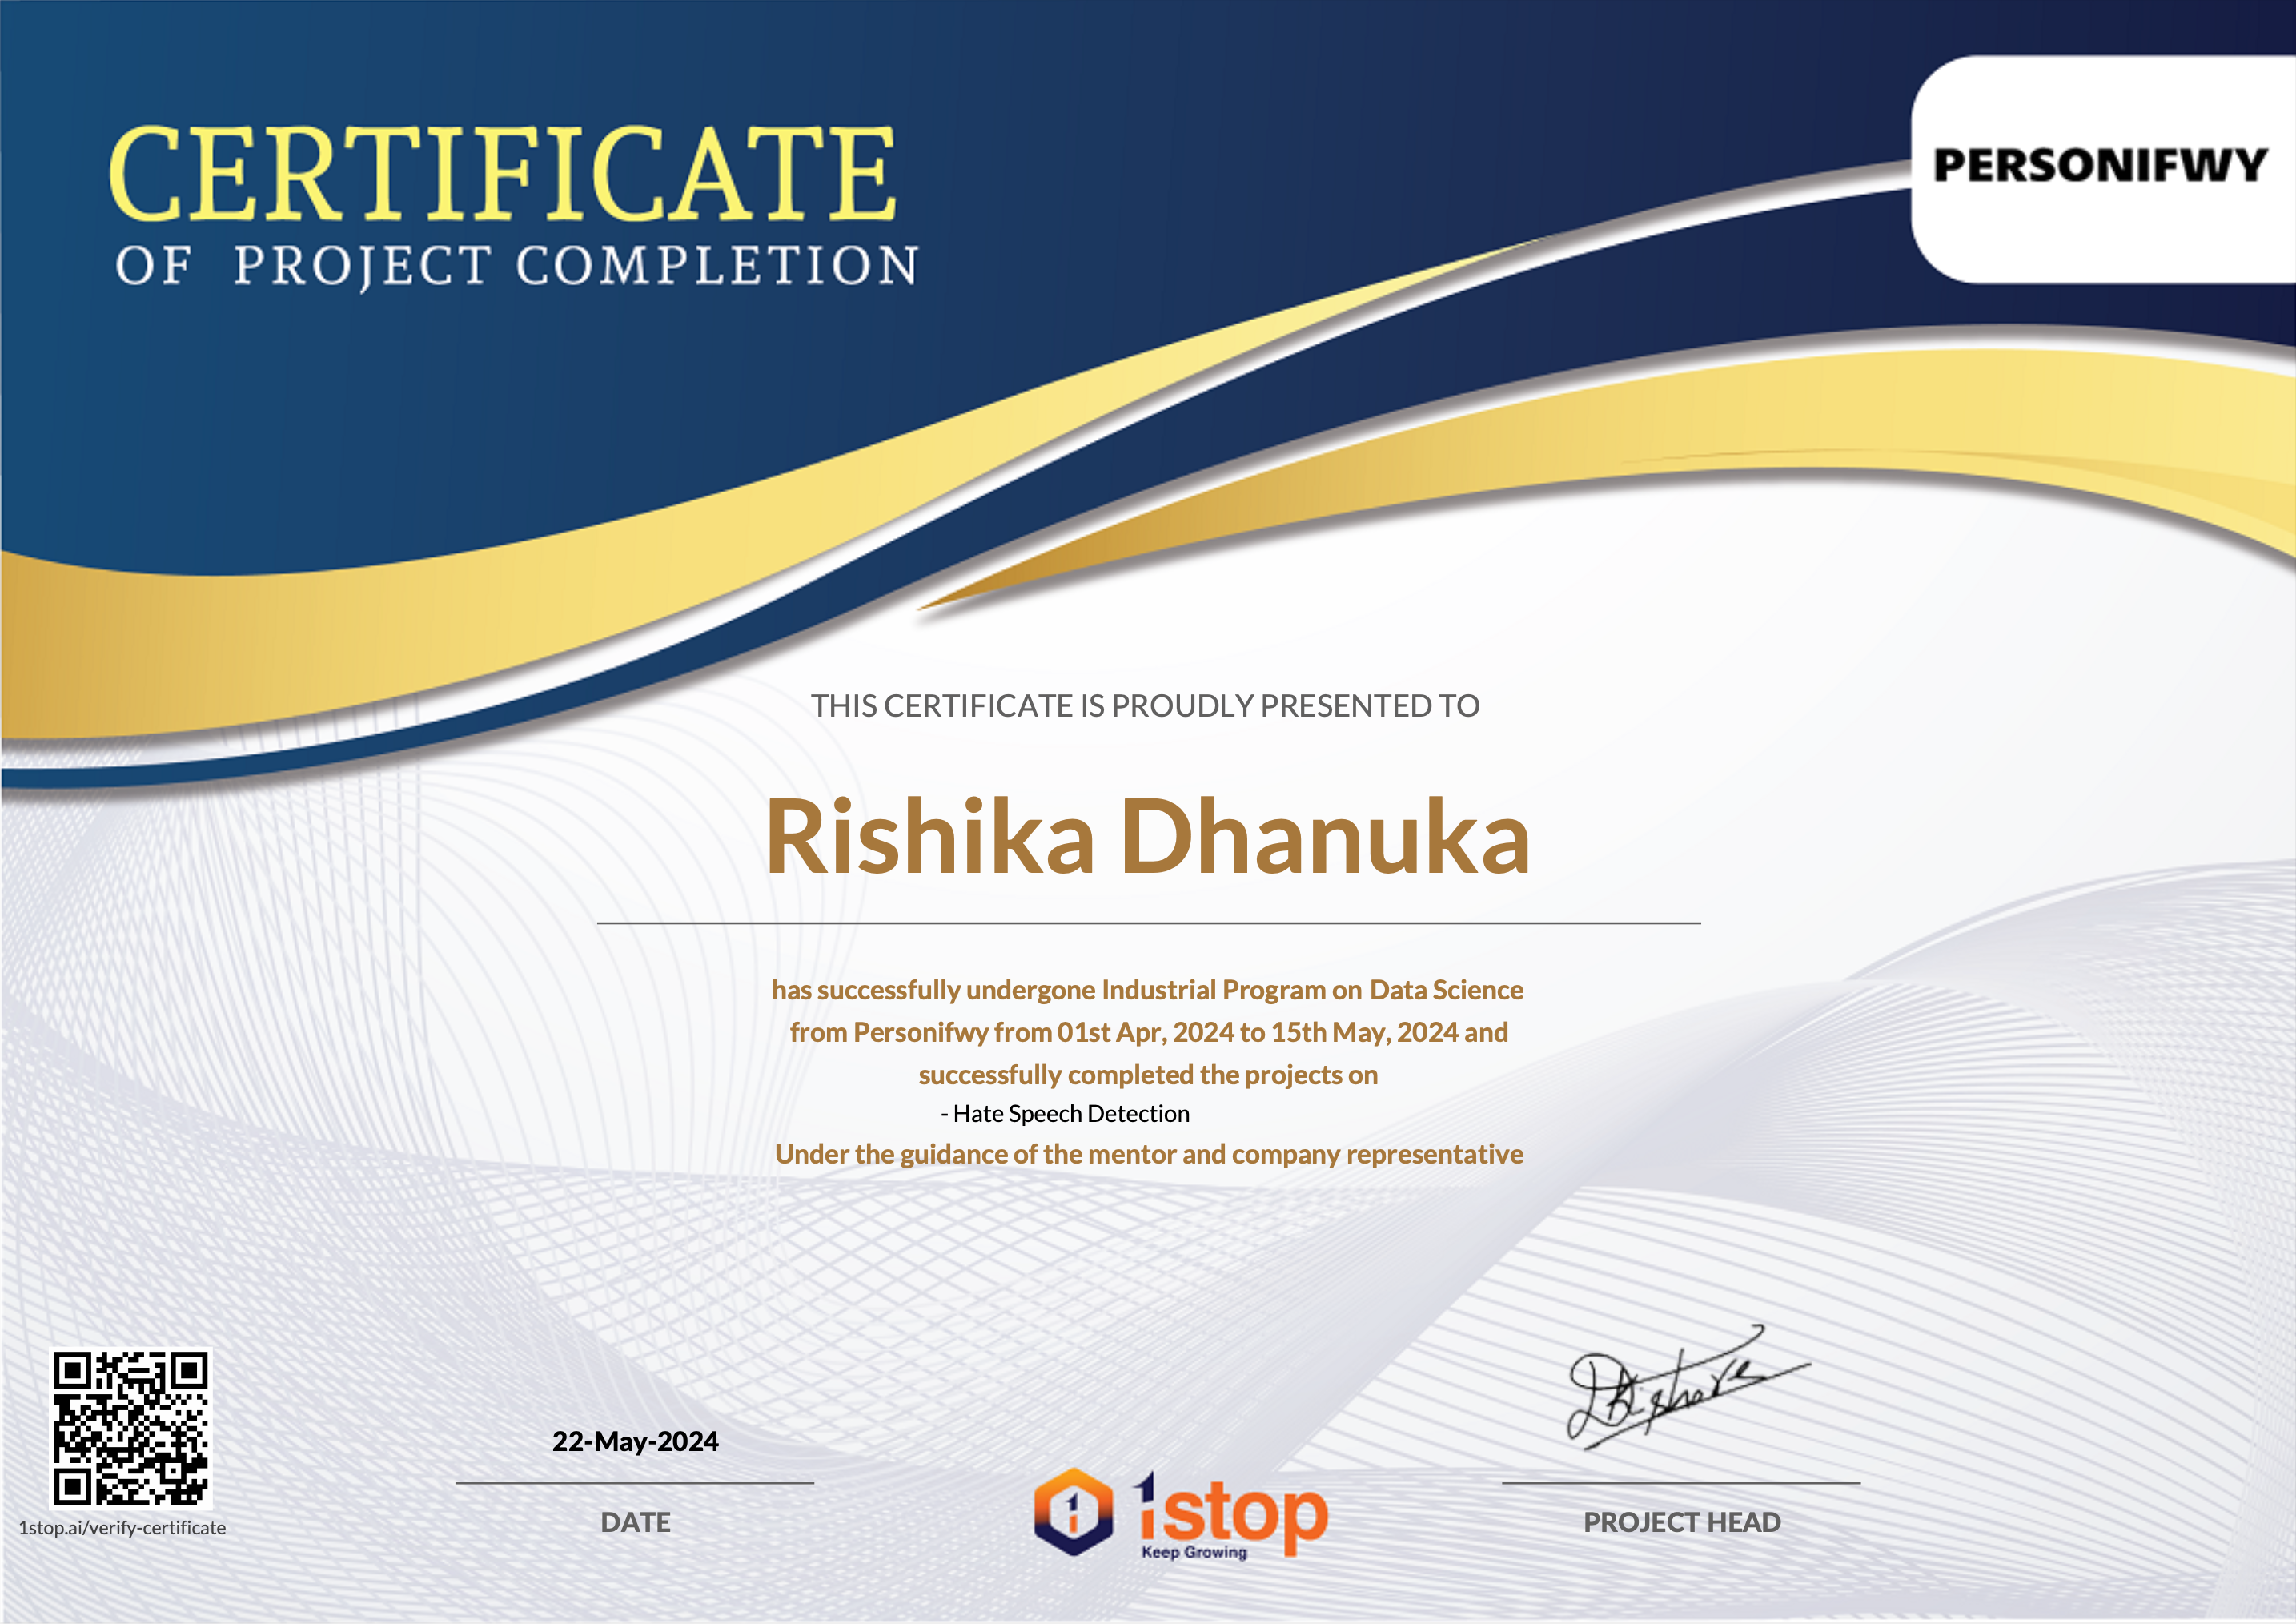 CERTIFICATE
OF PROJECT COMPLETION
PERSONIFWY
THIS CERTIFICATE IS PROUDLY PRESENTED TO
Rishika Dhanuka
has successfully undergone Industrial Program on Data Science
from Personifwy from 01st Apr, 2024 to 15th May, 2024 and
successfully completed the projects on
- Hate Speech Detection
Under the guidance of the mentor and company representative
1stop.ai/verify-certificate
22-May-2024
DATE
1stop
Keep Growing
PROJECT HEAD